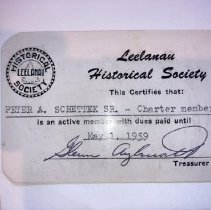 HISTORICAL
LEELANAU
SOCIETY
Leelanau
Historical Society
This Certifies that:
PETER A. SCHETTEK SR. - Charter member
is an active member with dues paid until
May 1, 1959
Treasurer